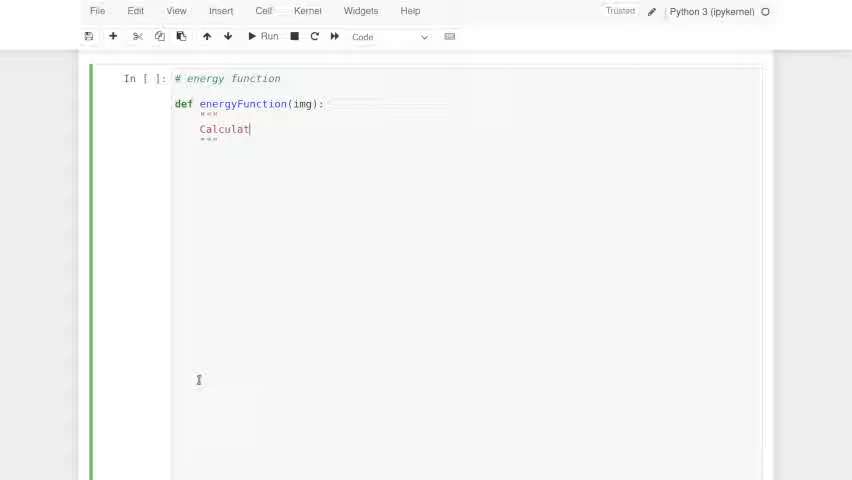 File Edit View Insert Cell Kernel Widgets Help Trusted Python 3 (ipykernel)
Run Code
In [ ]: # energy function
def energyFunction(img):
"""
Calculat
"""